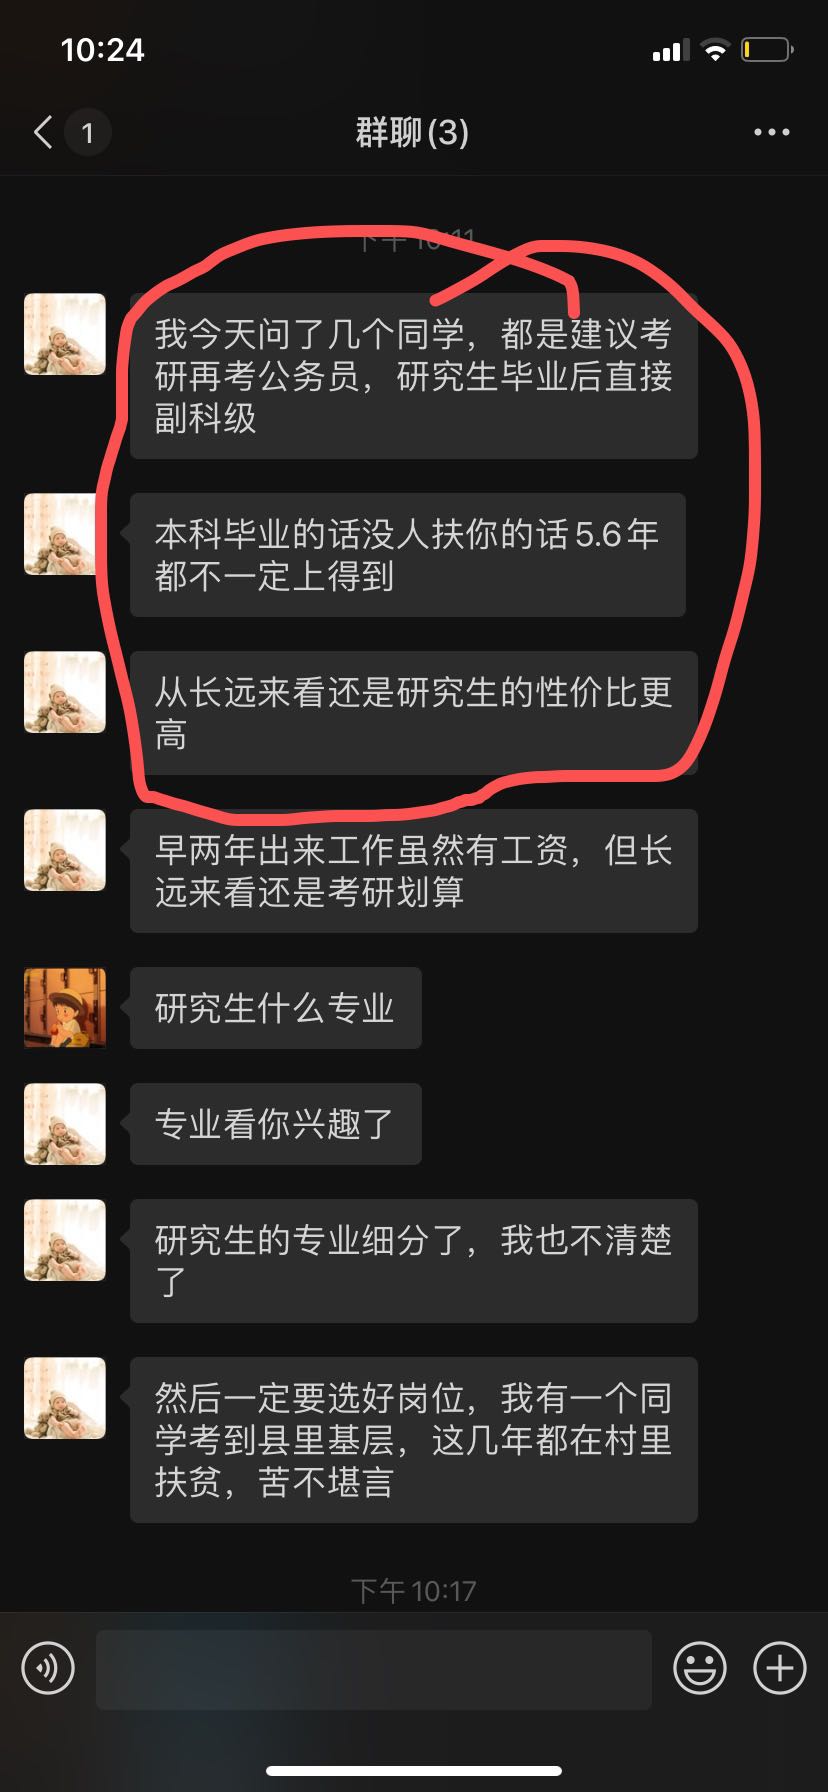 10:24
1
群聊(3)
下午 10:11
我今天问了几个同学，都是建议考
研再考公务员，研究生毕业后直接
副科级
本科毕业的话没人扶你的话5.6年
都不一定上得到
从长远来看还是研究生的性价比更
高
早两年出来工作虽然有工资，但长
远来看还是考研划算
研究生什么专业
专业看你兴趣了
研究生的专业细分了，我也不清楚
了
然后一定要选好岗位，我有一个同
学考到县里基层，这几年都在村里
扶贫，苦不堪言
下午 10:17